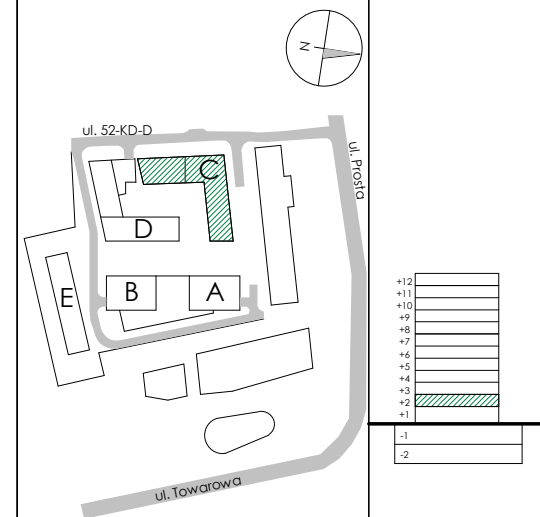 N
ul. 52-KD-D
C
ul. Prosta
D
E
B
A
ul. Towarowa
+12
+11
+10
+9
+8
+7
+6
+5
+4
+3
+2
+1
-1
-2